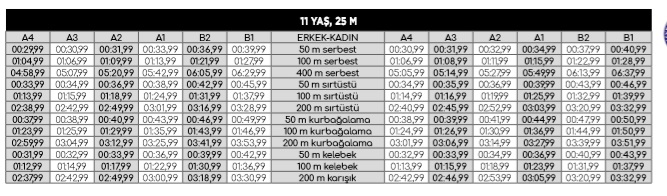 11 YAŞ, 25 M
A4 A3 A2 A1 B2 B1 ERKEK-KADIN A4 A3 A2 A1 B2 B1
00:29,99 00:30,99 00:31,99 00:33,99 00:36,99 00:39,99 50 m serbest 00:30,99 00:31,99 00:32,99 00:34,99 00:37,99 00:40,99
01:04,99 01:06,99 01:09,99 01:13,99 01:21,99 01:27,99 100 m serbest 01:06,99 01:08,99 01:11,99 01:15,99 01:22,99 01:28,99
04:58,99 05:07,99 05:20,99 05:42,99 06:05,99 06:29,99 400 m serbest 05:05,99 05:14,99 05:27,99 05:49,99 06:13,99 06:37,99
00:33,99 00:34,99 00:36,99 00:38,99 00:42,99 00:45,99 50 m sırtüstü 00:34,99 00:35,99 00:36,99 00:39,99 00:43,99 00:46,99
01:13,99 01:15,99 01:18,99 01:24,99 01:31,99 01:37,99 100 m sırtüstü 01:14,99 01:16,99 01:19,99 01:25,99 01:32,99 01:39,99
02:38,99 02:42,99 02:49,99 03:01,99 03:16,99 03:28,99 200 m sırtüstü 02:40,99 02:45,99 02:52,99 03:03,99 03:20,99 03:32,99
00:37,99 00:38,99 00:40,99 00:43,99 00:46,99 00:49,99 50 m kurbağalama 00:38,99 00:39,99 00:41,99 00:44,99 00:47,99 00:50,99
01:23,99 01:25,99 01:29,99 01:35,99 01:43,99 01:46,99 100 m kurbağalama 01:24,99 01:26,99 01:30,99 01:36,99 01:44,99 01:50,99
02:59,99 03:04,99 03:12,99 03:25,99 03:41,99 03:53,99 200 m kurbağalama 03:01,99 03:06,99 03:14,99 03:27,99 03:39,99 03:51,99
00:31,99 00:32,99 00:33,99 00:36,99 00:39,99 00:42,99 50 m kelebek 00:32,99 00:33,99 00:34,99 00:36,99 00:40,99 00:43,99
01:12,99 01:14,99 01:17,99 01:22,99 01:30,99 01:36,99 100 m kelebek 01:13,99 01:15,99 01:18,99 01:23,99 01:31,99 01:37,99
02:37,99 02:42,99 02:49,99 03:00,99 03:18,99 03:30,99 200 m karışık 02:42,99 02:46,99 02:53,99 03:05,99 03:20,99 03:32,99